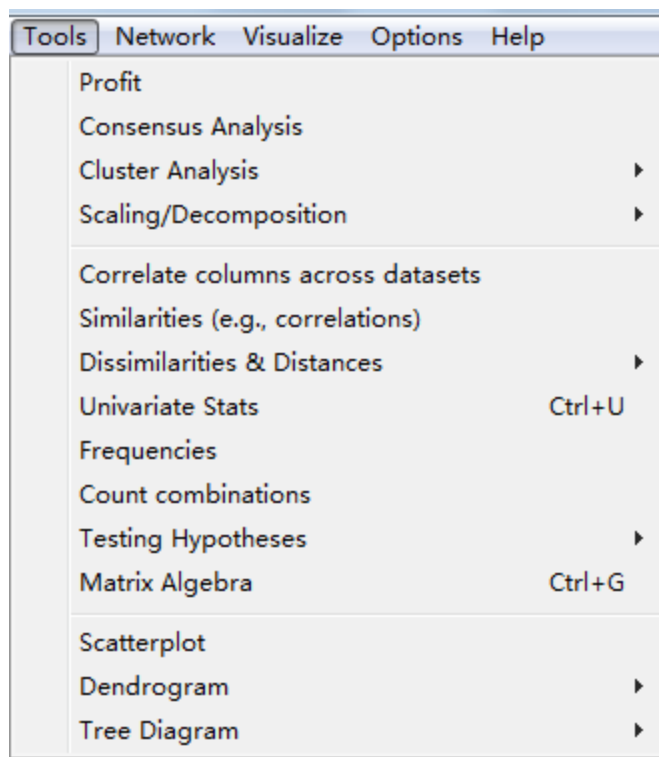 Tools Network Visualize Options Help
Profit
Consensus Analysis
Cluster Analysis
Scaling/Decomposition
Correlate columns across datasets
Similarities (e.g., correlations)
Dissimilarities & Distances
Univariate Stats Ctrl+U
Frequencies
Count combinations
Testing Hypotheses
Matrix Algebra Ctrl+G
Scatterplot
Dendrogram
Tree Diagram